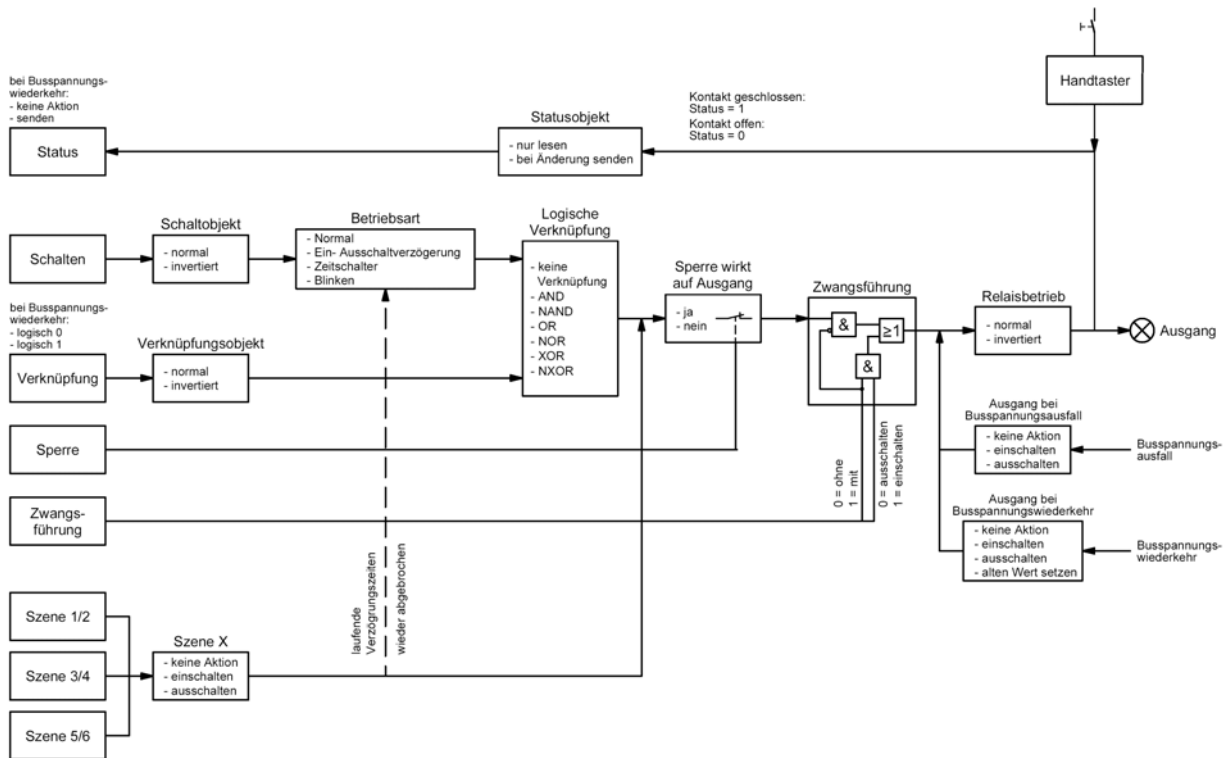 Handtaster
bei Busspannungs-
wiederkehr:
- keine Aktion
- senden
Status
Statusobjekt
- nur lesen
- bei Änderung senden
Kontakt geschlossen:
Status = 1
Kontakt offen:
Status = 0
Schalten
Schaltobjekt
- normal
- invertiert
Betriebsart
- Normal
- Ein- Ausschaltverzögerung
- Zeitschalter
- Blinken
Logische
Verknüpfung
- keine
Verknüpfung
- AND
- NAND
- OR
- NOR
- XOR
- NXOR
Sperre wirkt
auf Ausgang
- ja
- nein
Zwangsführung
&
≥1
&
Relaisbetrieb
- normal
- invertiert
Ausgang
bei Busspannungs-
wiederkehr:
- logisch 0
- logisch 1
Verknüpfung
Verknüpfungsobjekt
- normal
- invertiert
Sperre
Zwangs-
führung
0 = ohne
1 = mit
0 = ausschalten
1 = einschalten
Ausgang bei
Busspannungsausfall
- keine Aktion
- einschalten
- ausschalten
Busspannungs-
ausfall
Ausgang bei
Busspannungswiederkehr
- keine Aktion
- einschalten
- ausschalten
- alten Wert setzen
Busspannungs-
wiederkehr
laufende
Verzögrungszeiten
wieder abgebrochen
Szene 1/2
Szene 3/4
Szene 5/6
Szene X
- keine Aktion
- einschalten
- ausschalten